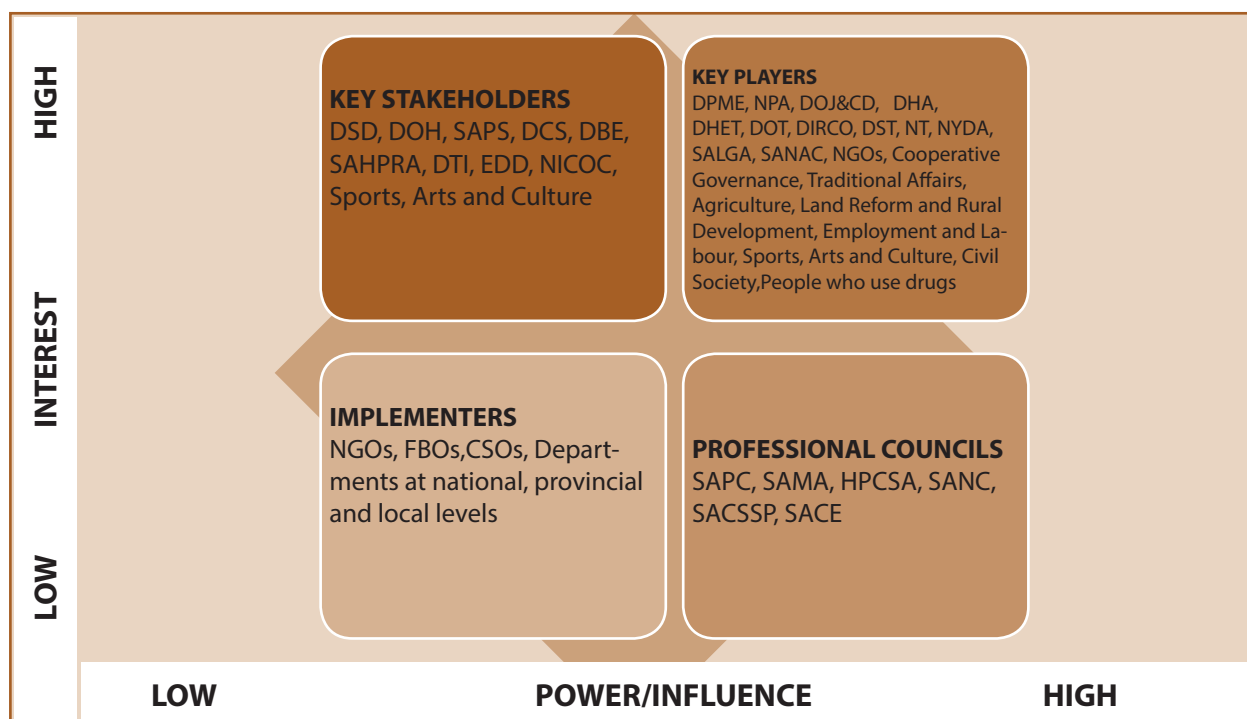 HIGH
INTEREST
LOW
KEY STAKEHOLDERS
DSD, DOH, SAPS, DCS, DBE,
SAHPRA, DTI, EDD, NICOC,
Sports, Arts and Culture
KEY PLAYERS
DPME, NPA, DOJ&CD, DHA,
DHET, DOT, DIRCO, DST, NT, NYDA,
SALGA, SANAC, NGOs, Cooperative
Governance, Traditional Affairs,
Agriculture, Land Reform and Rural
Development, Employment and La-
bour, Sports, Arts and Culture, Civil
Society,People who use drugs
IMPLEMENTERS
NGOs, FBOs,CSOs, Depart-
ments at national, provincial
and local levels
PROFESSIONAL COUNCILS
SAPC, SAMA, HPCSA, SANC,
SACSSP, SACE
LOW
POWER/INFLUENCE
HIGH